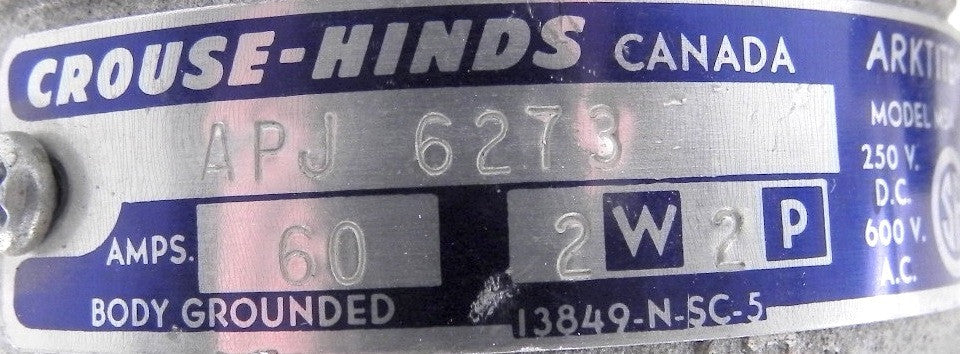 CROUSE-HINDS CANADA
APJ 6273
AMPS. 60
2 W 2 P
BODY GROUNDED
13849-N-SC-5
MODEL
250 V.
D.C.
600 V.
A.C.